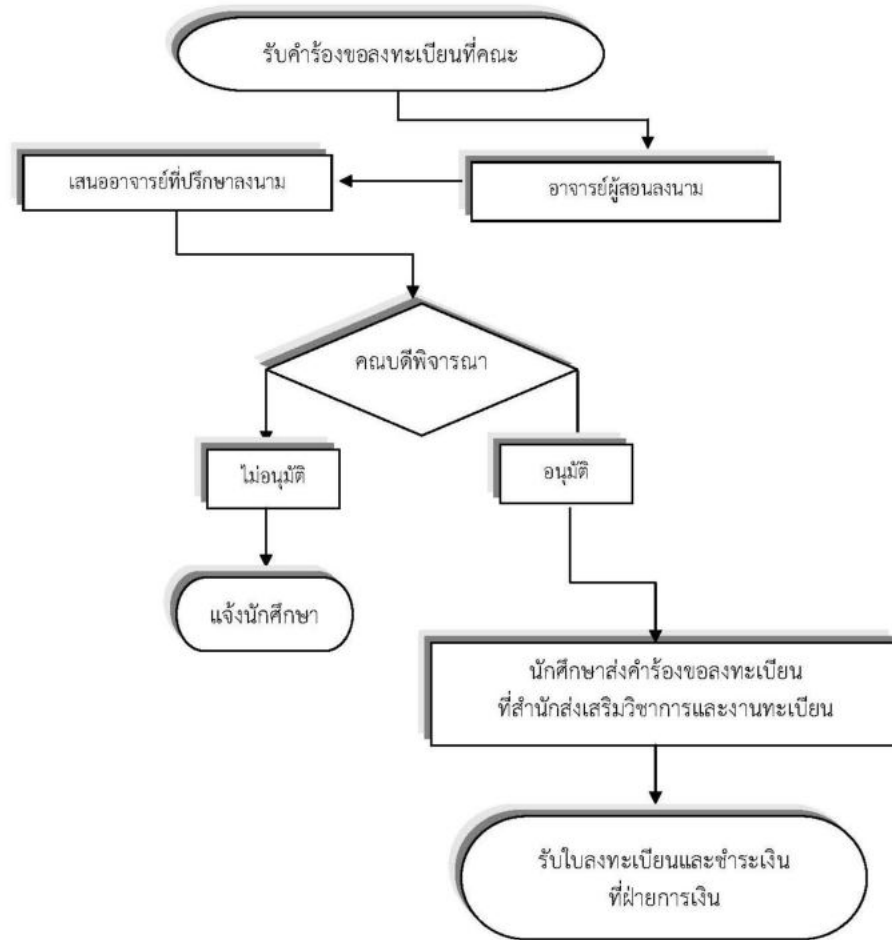 รับคำร้องขอลงทะเบียนที่คณะ
อาจารย์ผู้สอนลงนาม
เสนออาจารย์ที่ปรึกษาลงนาม
คณบดีพิจารณา
ไม่อนุมัติ
อนุมัติ
แจ้งนักศึกษา
นักศึกษาส่งคำร้องขอลงทะเบียน
ที่สำนักส่งเสริมวิชาการและงานทะเบียน
รับใบลงทะเบียนและชำระเงิน
ที่ฝ่ายการเงิน